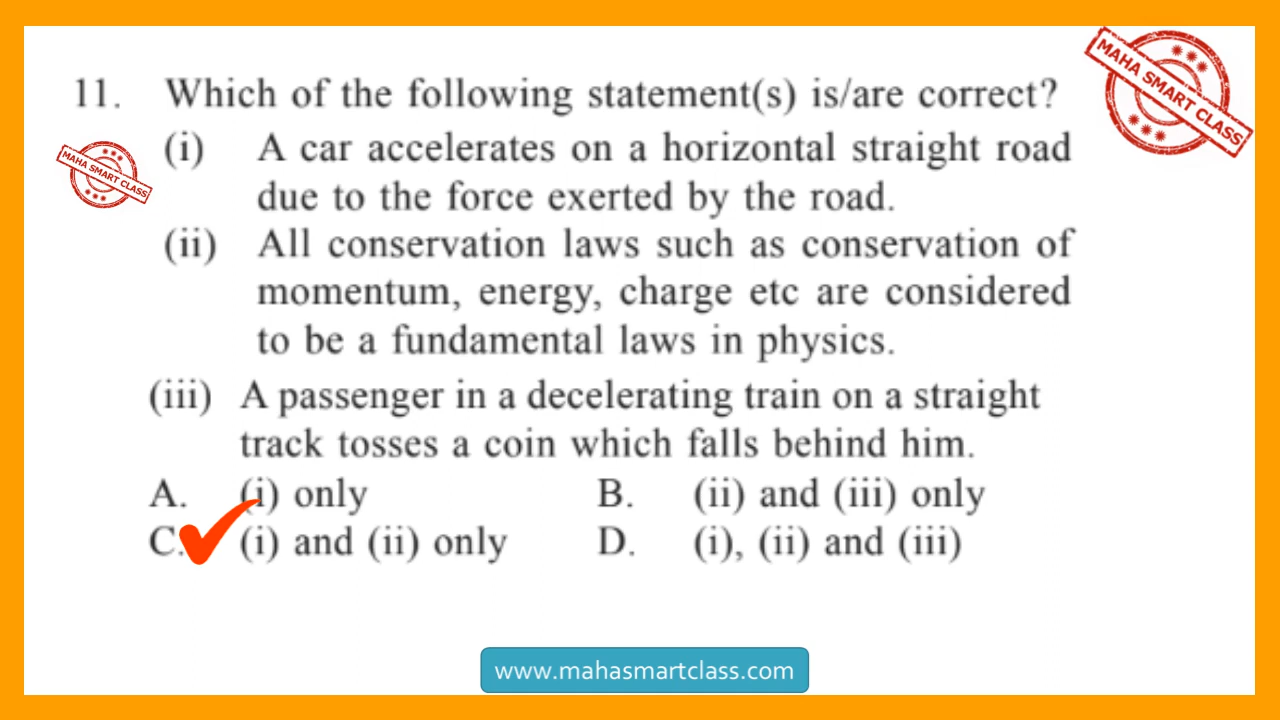 MAHA SMART CLASS
11. Which of the following statement(s) is/are correct?
MAHA SMART CLASS
(i) A car accelerates on a horizontal straight road
due to the force exerted by the road.
(ii) All conservation laws such as conservation of
momentum, energy, charge etc are considered
to be a fundamental laws in physics.
(iii) A passenger in a decelerating train on a straight
track tosses a coin which falls behind him.
A. (i) only B. (ii) and (iii) only
C. (i) and (ii) only D. (i), (ii) and (iii)
www.mahasmartclass.com